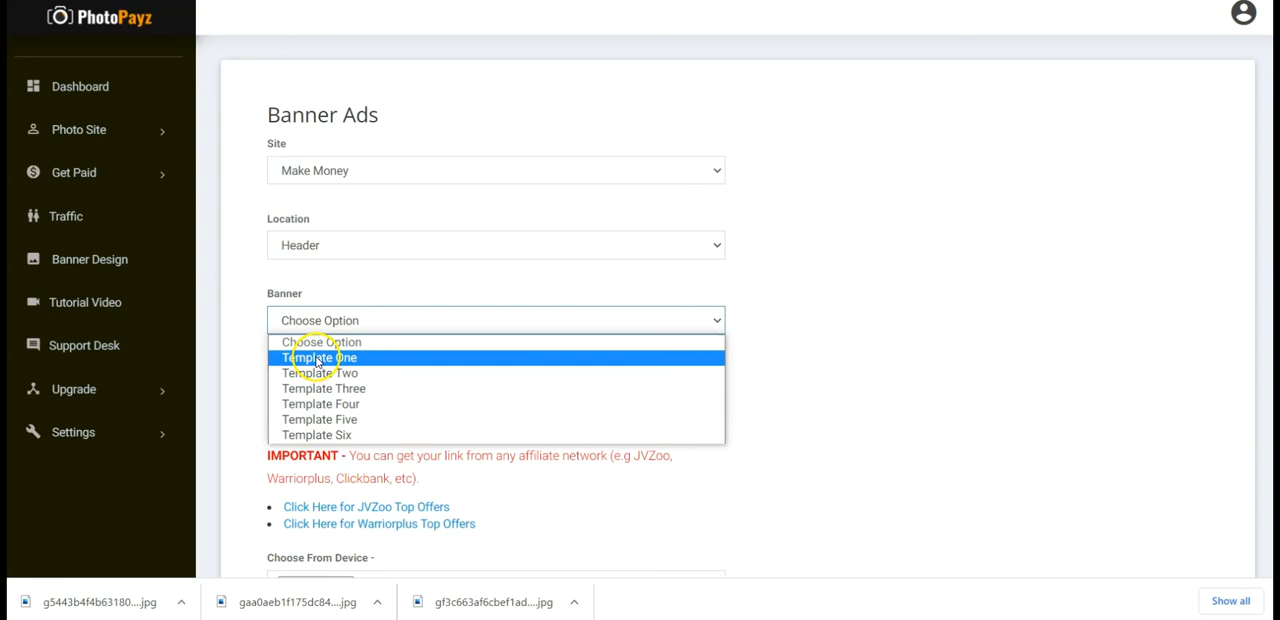 PhotoPayz
Dashboard
Photo Site
Get Paid
Traffic
Banner Design
Tutorial Video
Support Desk
Upgrade
Settings
Banner Ads
Site
Make Money
Location
Header
Banner
Choose Option
Choose Option
Template One
Template Two
Template Three
Template Four
Template Five
Template Six
IMPORTANT - You can get your link from any affiliate network (e.g JVZoo,
Warriorplus, Clickbank, etc).
Click Here for JVZoo Top Offers
Click Here for Warriorplus Top Offers
Choose From Device -
g5443b4f4b63180....jpg
gaa0aeb1f175dc84....jpg
gf3c663af6cbef1ad....jpg
Show all